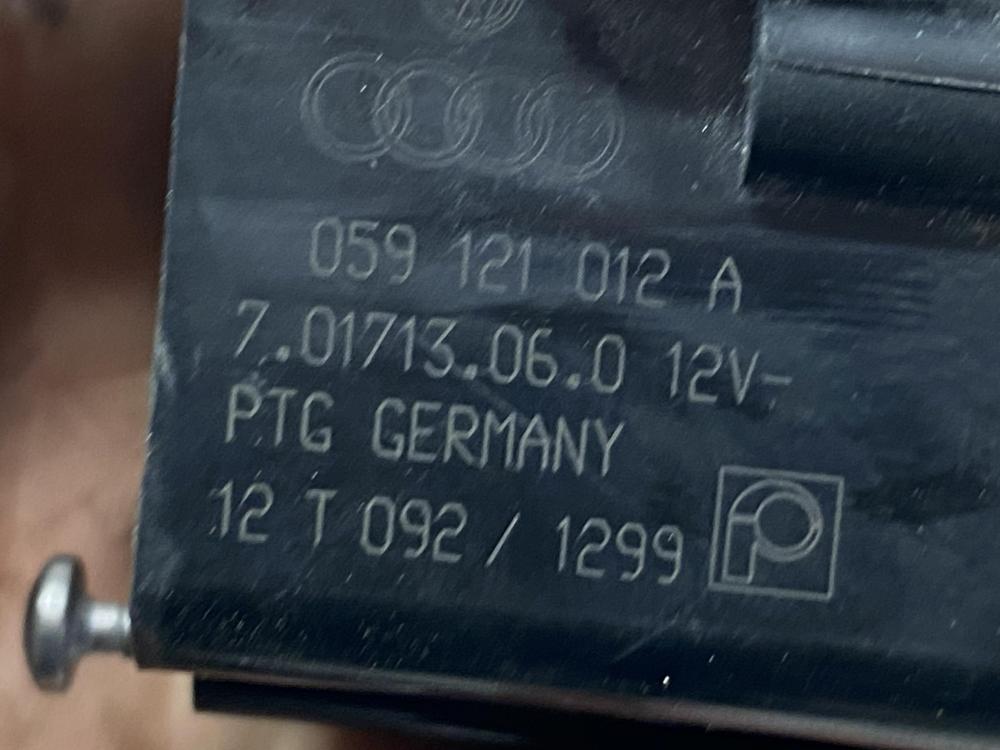 059 121 012 A
7.01713.06.0 12V-
PTG GERMANY
12 T 092 / 1299